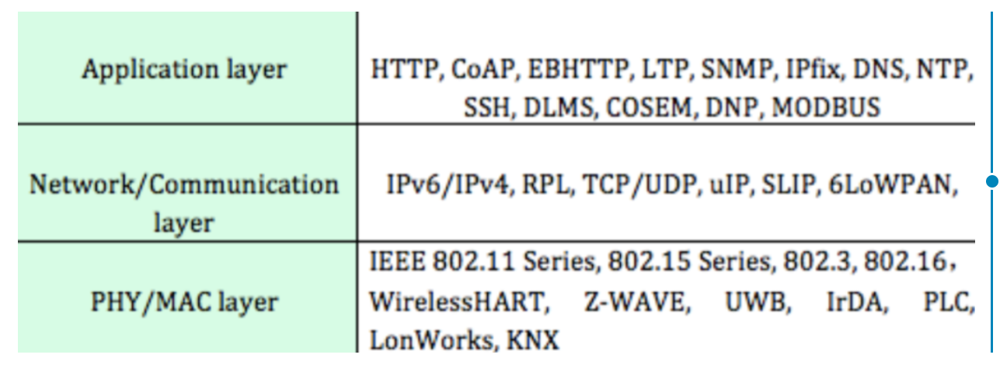 Application layer
HTTP, CoAP, EBHTTP, LTP, SNMP, IPfix, DNS, NTP,
SSH, DLMS, COSEM, DNP, MODBUS
Network/Communication
layer
IPv6/IPv4, RPL, TCP/UDP, uIP, SLIP, 6LoWPAN,
PHY/MAC layer
IEEE 802.11 Series, 802.15 Series, 802.3, 802.16，
WirelessHART, Z-WAVE, UWB, IrDA, PLC,
LonWorks, KNX